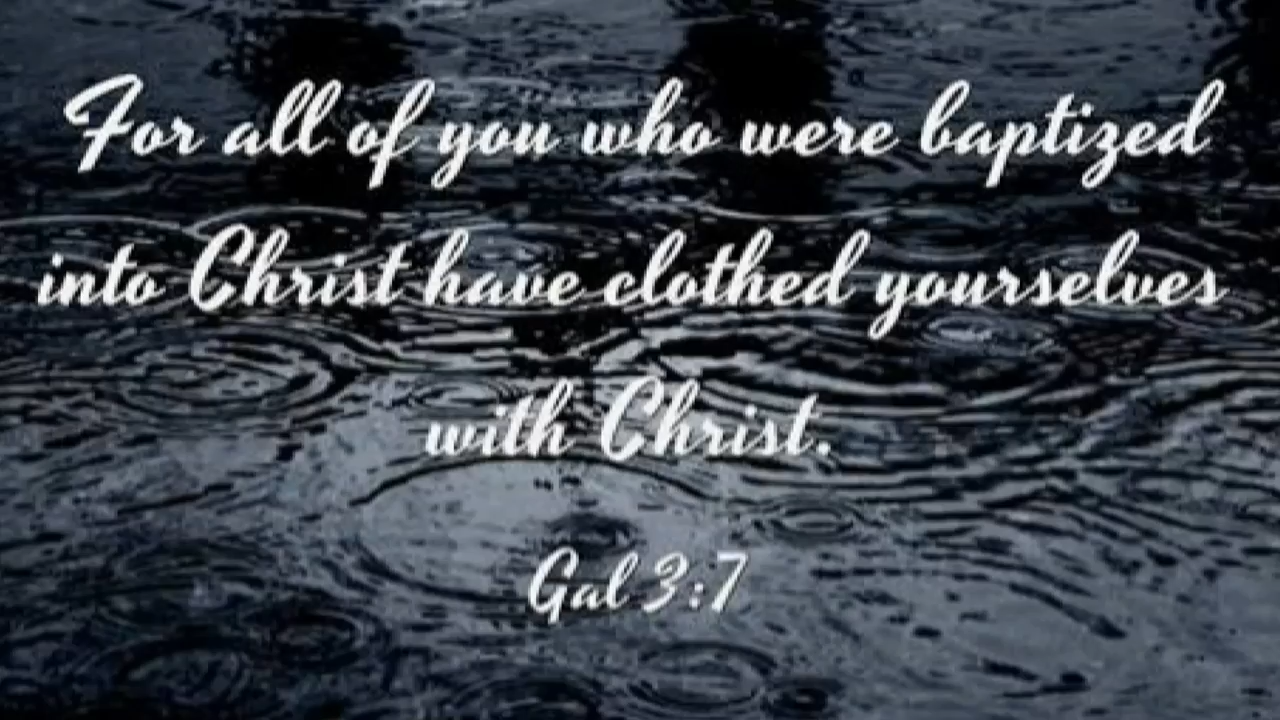 For all of you who were baptized
into Christ have clothed yourselves
with Christ.
Gal 3:7